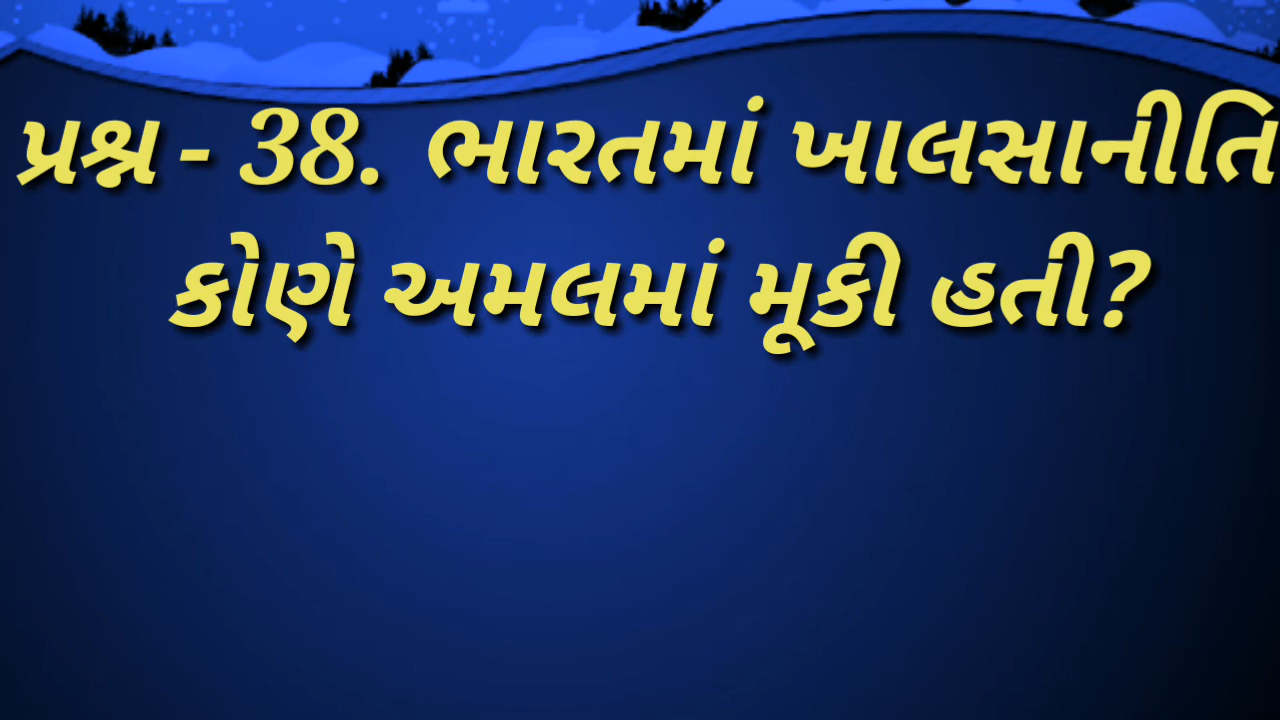 પ્રશ્ન - 38. ભારતમાં ખાલસાનીતિ
કોણે અમલમાં મૂકી હતી?